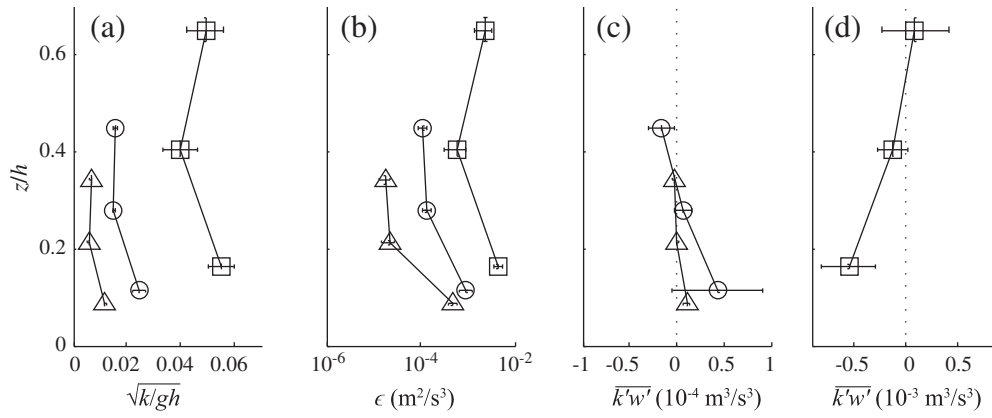 (a) (b) (c) (d)
0.6
0.4
0.2
0
z/h
0 0.02 0.04 0.06
10⁻⁶ 10⁻⁴ 10⁻²
-1 -0.5 0 0.5 1
-0.5 0 0.5
√k/gh
ϵ (m²/s³)
k'w' (10⁻⁴ m³/s³)
k'w' (10⁻³ m³/s³)